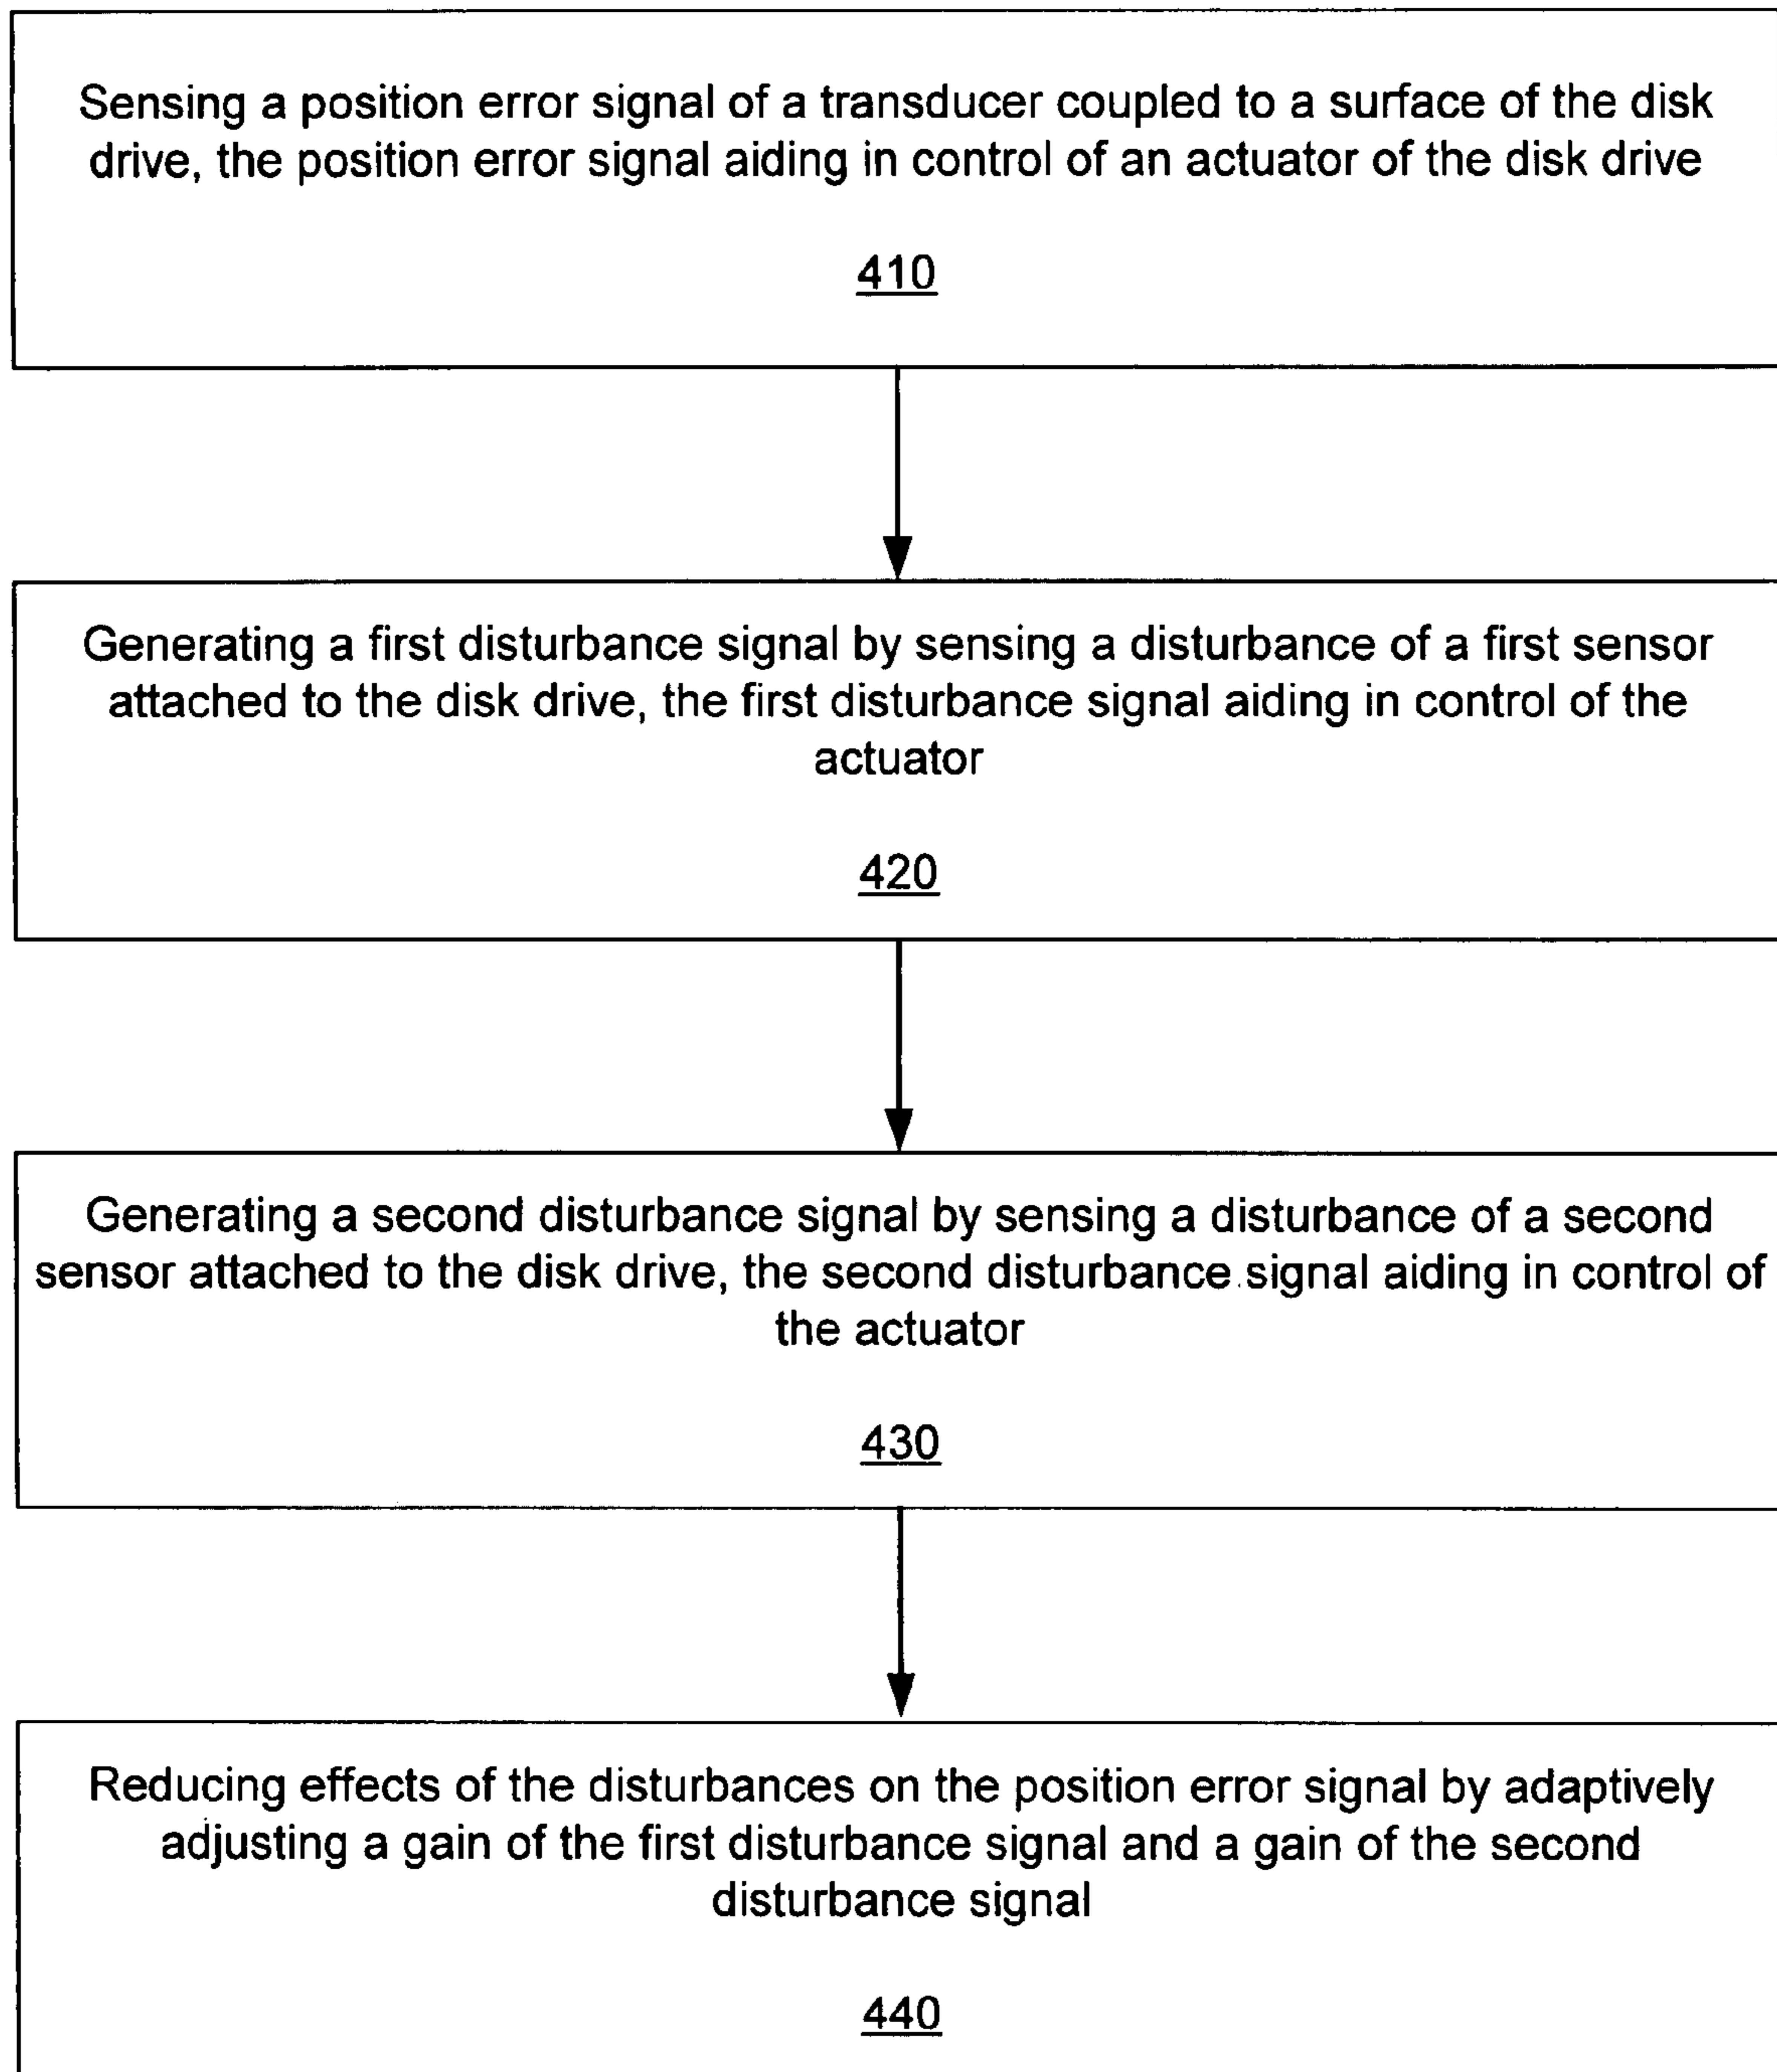 Sensing a position error signal of a transducer coupled to a surface of the disk
drive, the position error signal aiding in control of an actuator of the disk drive
410
Generating a first disturbance signal by sensing a disturbance of a first sensor
attached to the disk drive, the first disturbance signal aiding in control of the
actuator
420
Generating a second disturbance signal by sensing a disturbance of a second
sensor attached to the disk drive, the second disturbance signal aiding in control of
the actuator
430
Reducing effects of the disturbances on the position error signal by adaptively
adjusting a gain of the first disturbance signal and a gain of the second
disturbance signal
440